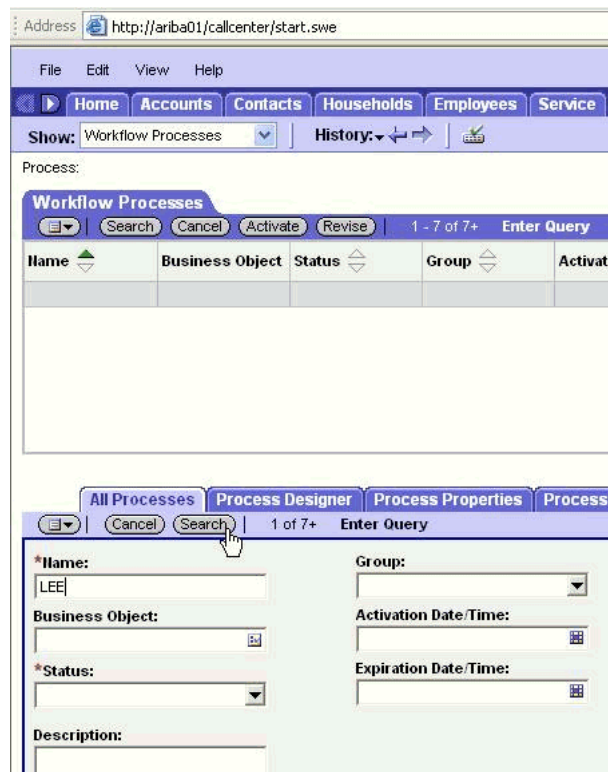 Address http://ariba01/callcenter/start.swe
File Edit View Help
Home Accounts Contacts Households Employees Service
Show: Workflow Processes History:
Process:
Workflow Processes
Search Cancel Activate Revise 1 - 7 of 7+ Enter Query
Name Business Object Status Group Activat
All Processes Process Designer Process Properties Process
Cancel Search 1 of 7+ Enter Query
*Name: Group:
LEE
Business Object: Activation Date/Time:
*Status: Expiration Date/Time:
Description: